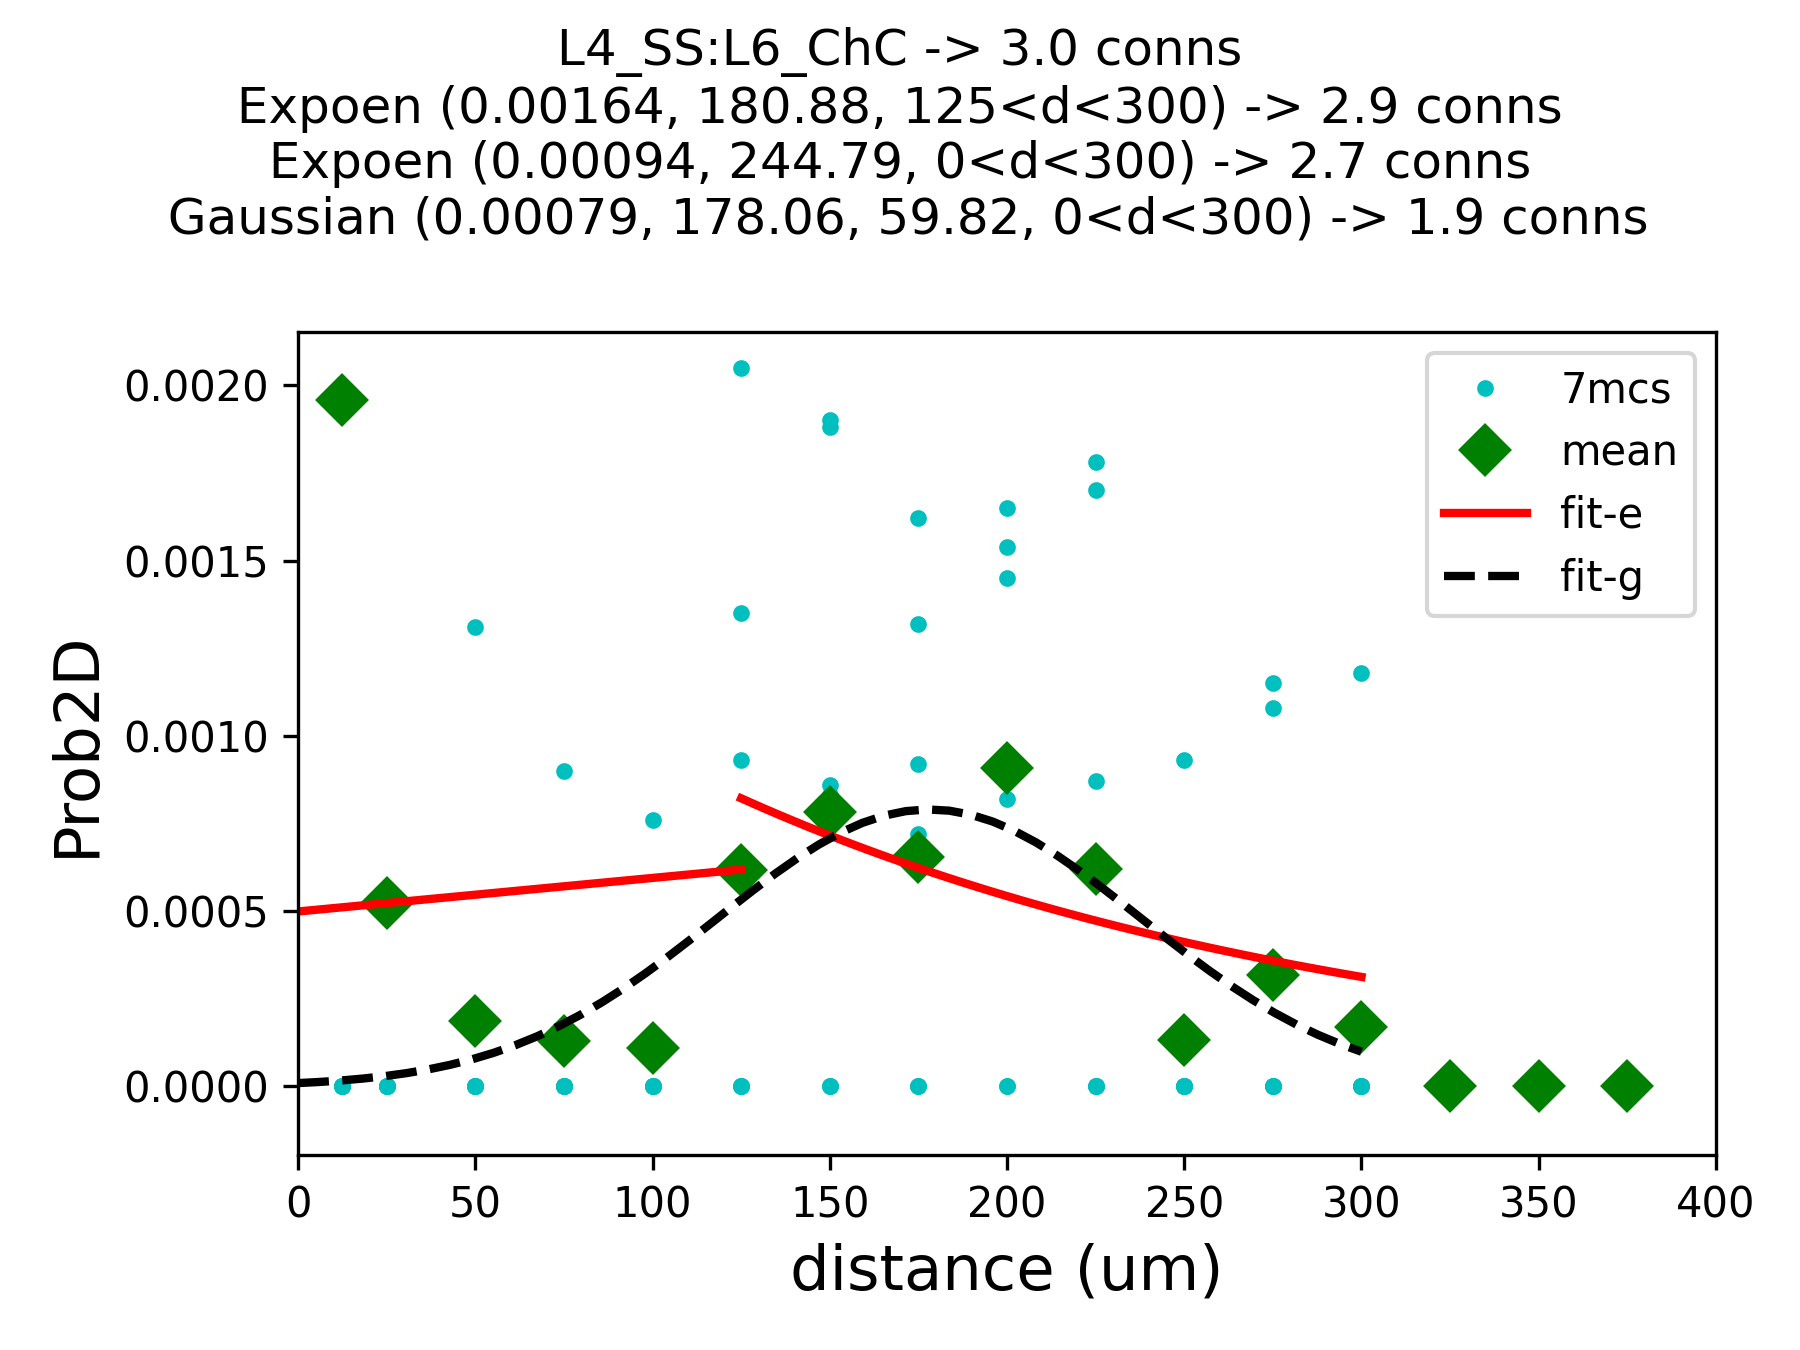 L4_SS:L6_ChC -> 3.0 conns
Expoen (0.00164, 180.88, 125<d<300) -> 2.9 conns
Expoen (0.00094, 244.79, 0<d<300) -> 2.7 conns
Gaussian (0.00079, 178.06, 59.82, 0<d<300) -> 1.9 conns
7mcs
mean
fit-e
fit-g
Prob2D
0.0020
0.0015
0.0010
0.0005
0.0000
0 50 100 150 200 250 300 350 400
distance (um)